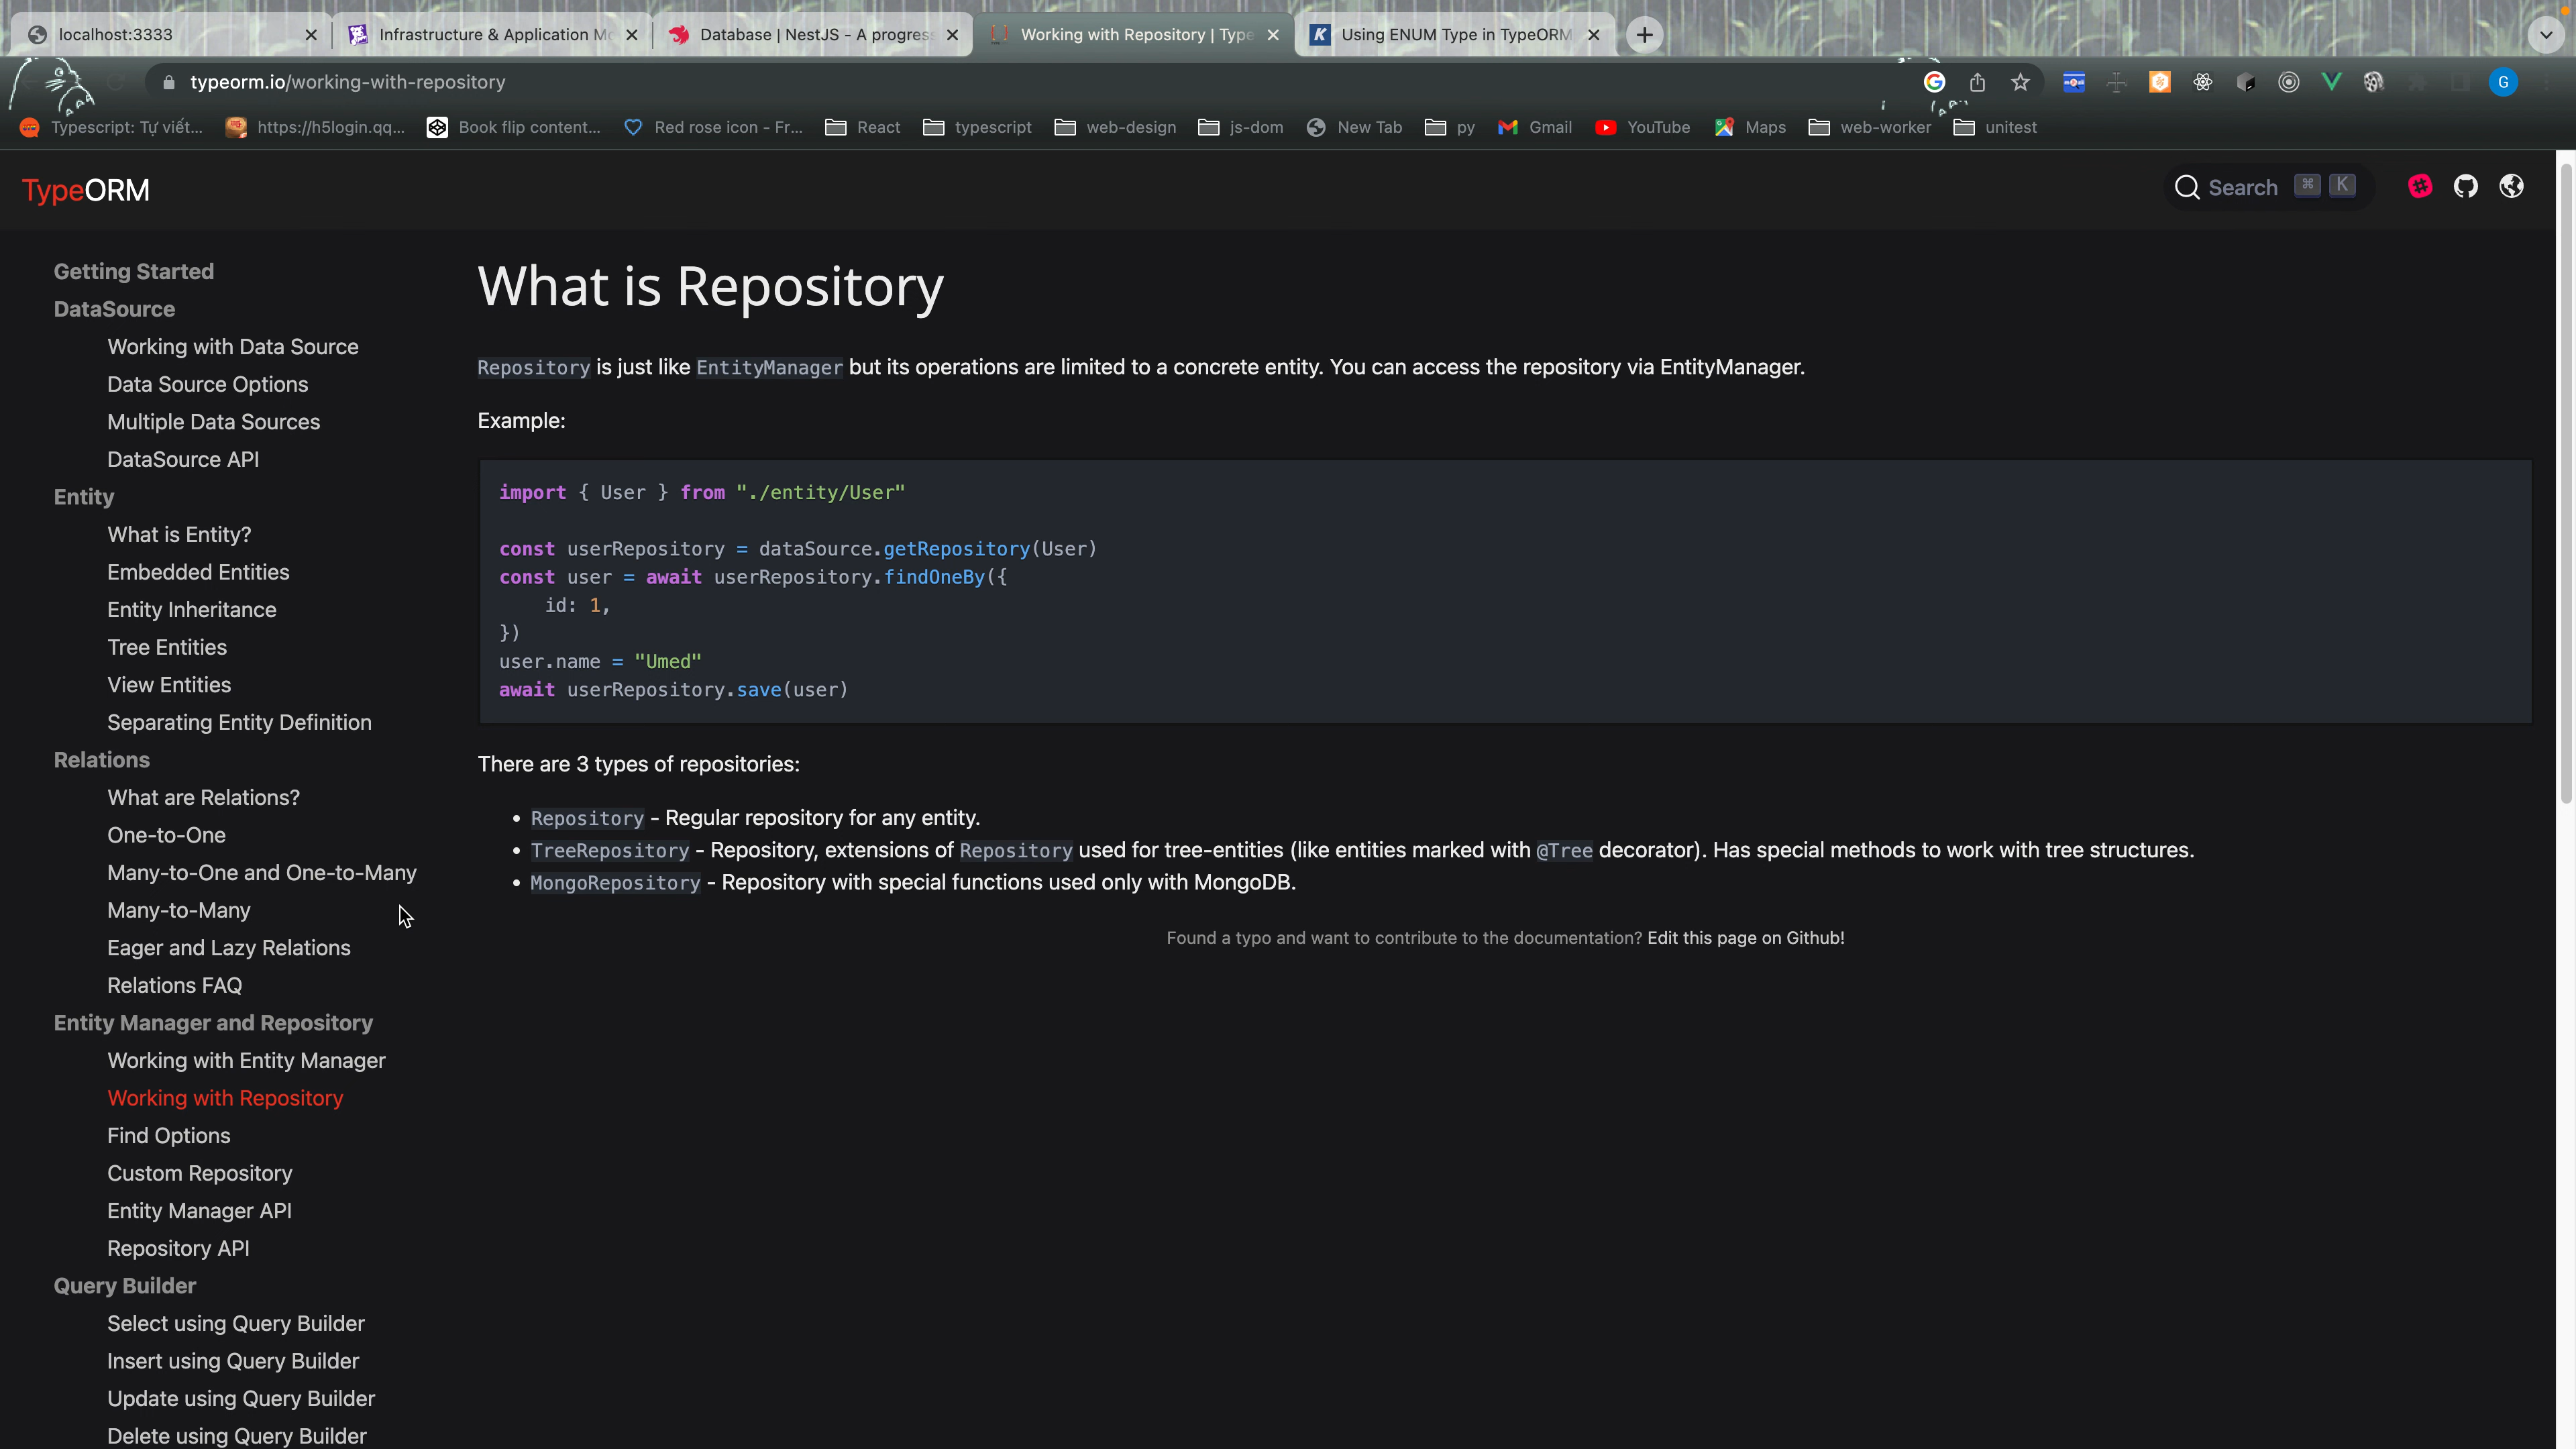 localhost:3333
Infrastructure & Application Mo
Database | NestJS - A progress
Working with Repository | Type
Using ENUM Type in TypeORM
typeorm.io/working-with-repository
G
Typescript: Tự viết...
https://h5login.qq...
Book flip content...
Red rose icon - Fr...
React
typescript
web-design
js-dom
New Tab
py
Gmail
YouTube
Maps
web-worker
unitest
TypeORM
Search ⌘ K
Getting Started
DataSource
Working with Data Source
Data Source Options
Multiple Data Sources
DataSource API
Entity
What is Entity?
Embedded Entities
Entity Inheritance
Tree Entities
View Entities
Separating Entity Definition
Relations
What are Relations?
One-to-One
Many-to-One and One-to-Many
Many-to-Many
Eager and Lazy Relations
Relations FAQ
Entity Manager and Repository
Working with Entity Manager
Working with Repository
Find Options
Custom Repository
Entity Manager API
Repository API
Query Builder
Select using Query Builder
Insert using Query Builder
Update using Query Builder
Delete using Query Builder
What is Repository
Repository is just like EntityManager but its operations are limited to a concrete entity. You can access the repository via EntityManager.
Example:
import { User } from "./entity/User"
const userRepository = dataSource.getRepository(User)
const user = await userRepository.findOneBy({
    id: 1,
})
user.name = "Umed"
await userRepository.save(user)
There are 3 types of repositories:
• Repository - Regular repository for any entity.
• TreeRepository - Repository, extensions of Repository used for tree-entities (like entities marked with @Tree decorator). Has special methods to work with tree structures.
• MongoRepository - Repository with special functions used only with MongoDB.
Found a typo and want to contribute to the documentation? Edit this page on Github!